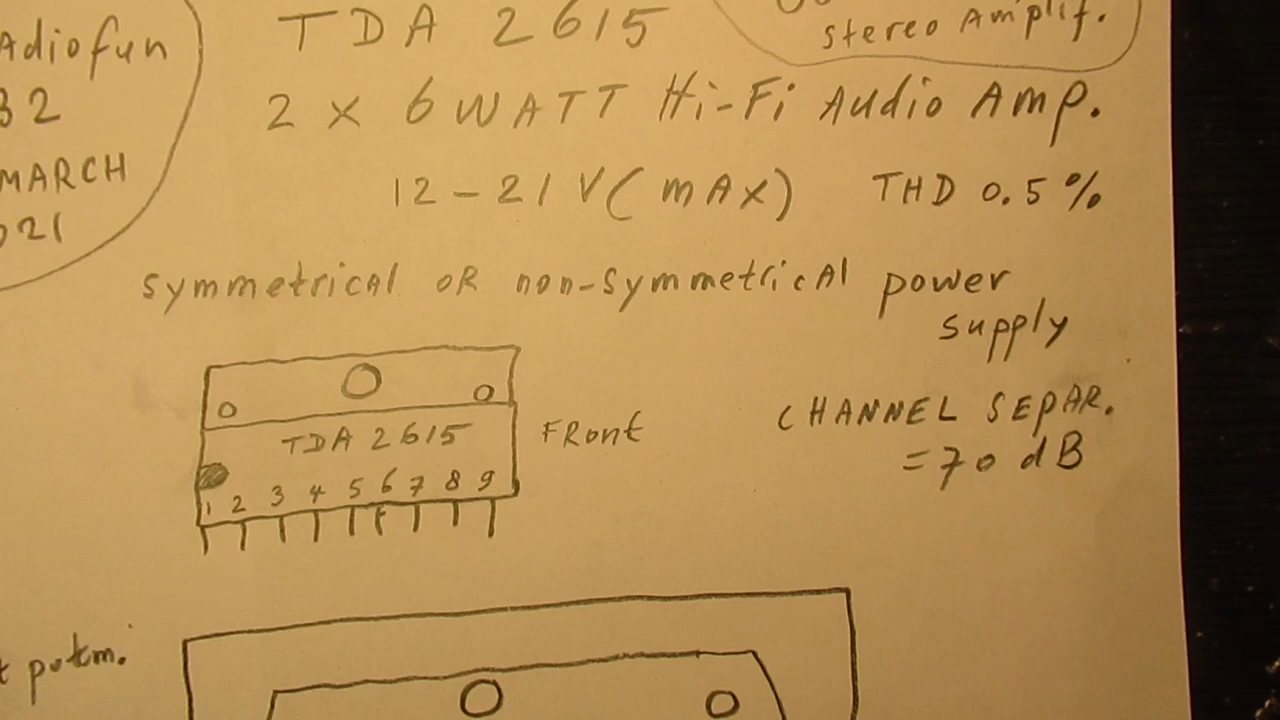 Adiofun
32
MARCH
021
stereo Amplif.
TDA 2615
2 x 6 WATT Hi-Fi Audio Amp.
12-21 V (mAx) THD 0.5%
symmetrical OR non-symmetrical power
supply
TDA 2615
1 2 3 4 5 6 7 8 9
Front
CHANNEL SEPAR.
=70 dB
potm.